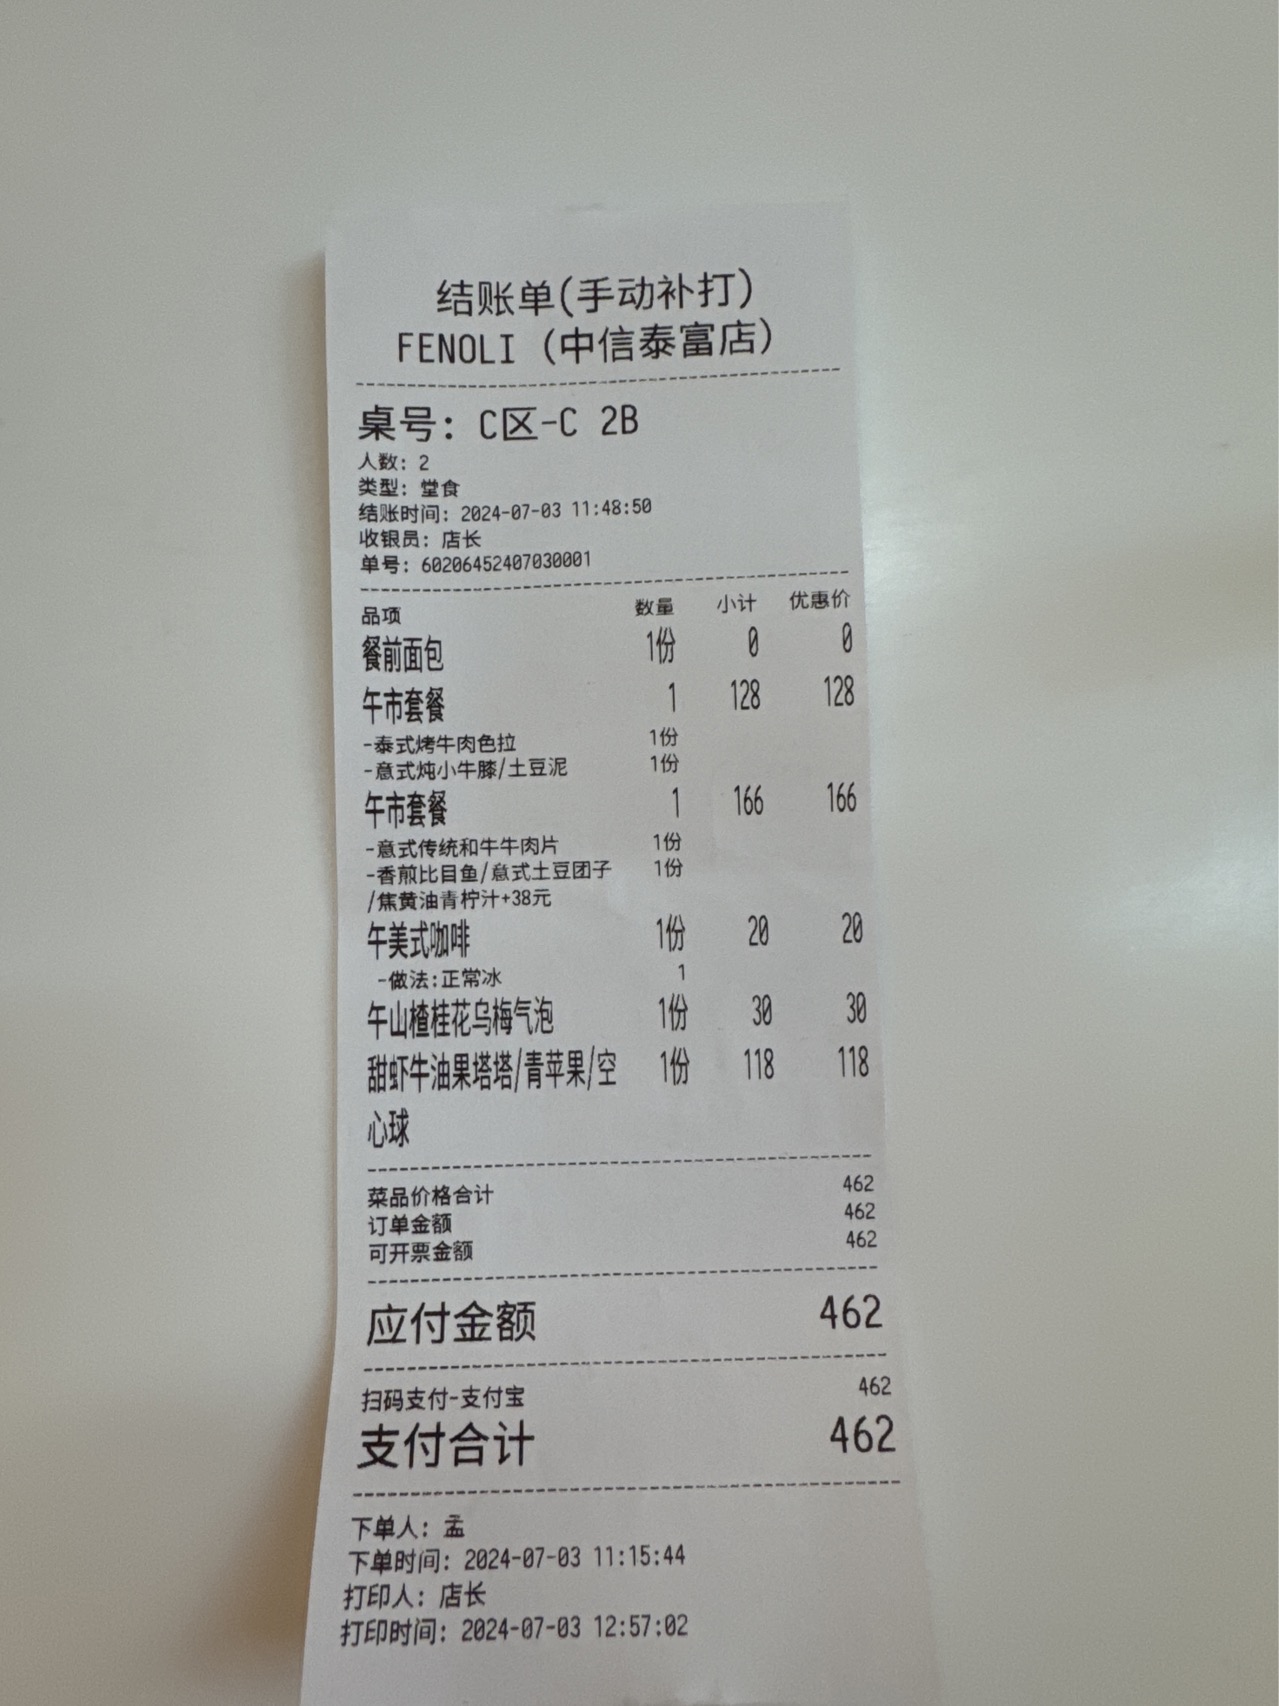 结账单(手动补打)
FENOLI (中信泰富店)
桌号: C区-C 2B
人数: 2
类型: 堂食
结账时间: 2024-07-03 11:48:50
收银员: 店长
单号: 60206452407030001
品项 数量 小计 优惠价
餐前面包 1份 0 0
午市套餐 1 128 128
-泰式烤牛肉色拉 1份
-意式炖小牛膝/土豆泥 1份
午市套餐 1 166 166
-意式传统和牛牛肉片 1份
-香煎比目鱼/意式土豆团子 1份
/焦黄油青柠汁+38元
午美式咖啡 1份 20 20
-做法:正常冰 1
午山楂桂花乌梅气泡 1份 30 30
甜虾牛油果塔塔/青苹果/空 1份 118 118
心球
菜品价格合计 462
订单金额 462
可开票金额 462
应付金额 462
扫码支付-支付宝 462
支付合计 462
下单人: 孟
下单时间: 2024-07-03 11:15:44
打印人: 店长
打印时间: 2024-07-03 12:57:02